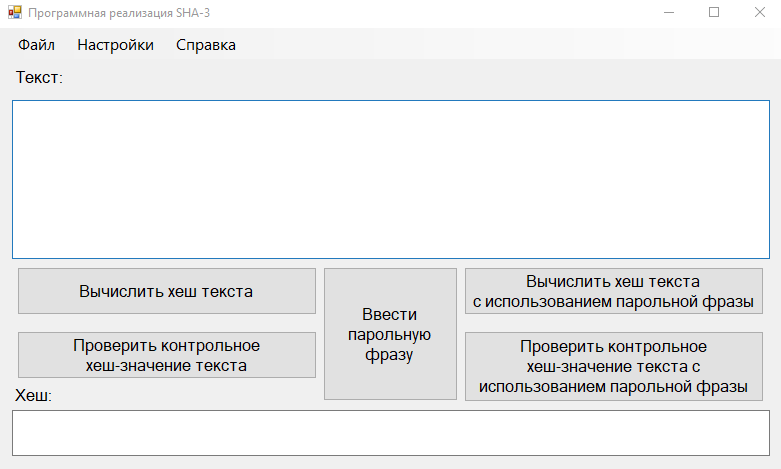 Программная реализация SHA-3
Файл Настройки Справка
Текст:
Вычислить хеш текста
Проверить контрольное
хеш-значение текста
Ввести
парольную
фразу
Вычислить хеш текста
с использованием парольной фразы
Проверить контрольное
хеш-значение текста с
использованием парольной фразы
Хеш: